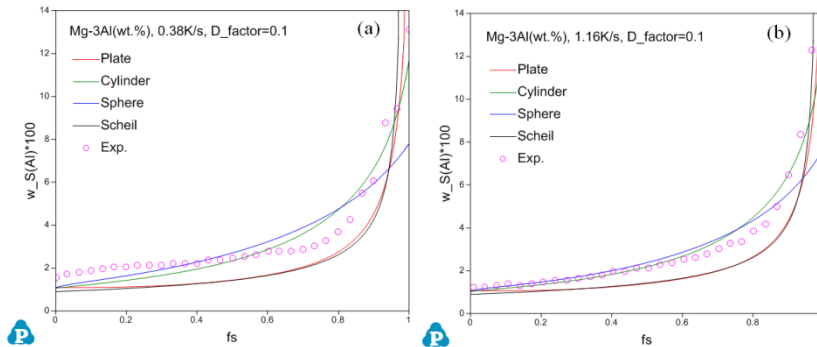 Mg-3Al(wt.%), 0.38K/s, D_factor=0.1
(a)
Plate
Cylinder
Sphere
Scheil
Exp.
w_S(Al)*100
14
12
10
8
6
4
2
0
0
0.2
0.4
0.6
0.8
1
fs
P
Mg-3Al(wt.%), 1.16K/s, D_factor=0.1
(b)
Plate
Cylinder
Sphere
Scheil
Exp.
w_S(Al)*100
14
12
10
8
6
4
2
0
0
0.2
0.4
0.6
0.8
fs
P